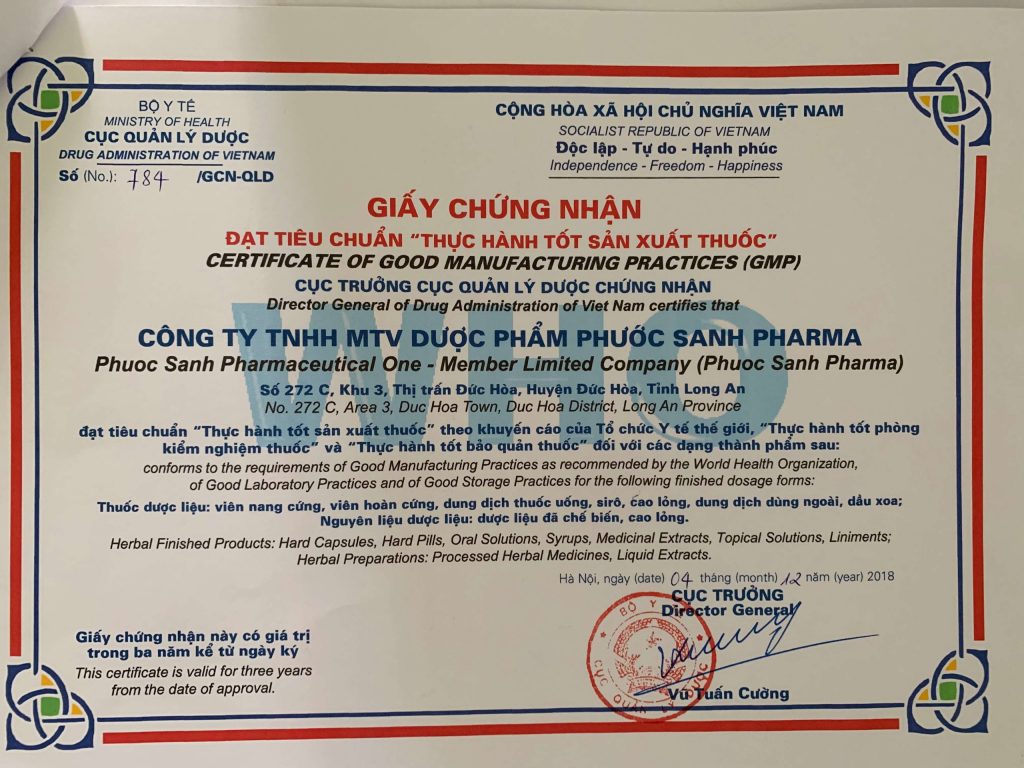 BỘ Y TẾ
MINISTRY OF HEALTH
CỤC QUẢN LÝ DƯỢC
DRUG ADMINISTRATION OF VIETNAM
Số (No.): 784 /GCN-QLD
CỘNG HÒA XÃ HỘI CHỦ NGHĨA VIỆT NAM
SOCIALIST REPUBLIC OF VIETNAM
Độc lập - Tự do - Hạnh phúc
Independence - Freedom - Happiness
GIẤY CHỨNG NHẬN
ĐẠT TIÊU CHUẨN “THỰC HÀNH TỐT SẢN XUẤT THUỐC”
CERTIFICATE OF GOOD MANUFACTURING PRACTICES (GMP)
CỤC TRƯỞNG CỤC QUẢN LÝ DƯỢC CHỨNG NHẬN
Director General of Drug Administration of Viet Nam certifies that
WHO
CÔNG TY TNHH MTV DƯỢC PHẨM PHƯỚC SANH PHARMA
Phuoc Sanh Pharmaceutical One - Member Limited Company (Phuoc Sanh Pharma)
Số 272 C, Khu 3, Thị trấn Đức Hòa, Huyện Đức Hòa, Tỉnh Long An
No. 272 C, Area 3, Duc Hoa Town, Duc Hoa District, Long An Province
đạt tiêu chuẩn “Thực hành tốt sản xuất thuốc” theo khuyến cáo của Tổ chức Y tế thế giới, “Thực hành tốt phòng
kiểm nghiệm thuốc” và “Thực hành tốt bảo quản thuốc” đối với các dạng thành phẩm sau:
conforms to the requirements of Good Manufacturing Practices as recommended by the World Health Organization,
of Good Laboratory Practices and of Good Storage Practices for the following finished dosage forms:
Thuốc dược liệu: viên nang cứng, viên hoàn cứng, dung dịch thuốc uống, sirô, cao lỏng, dung dịch dùng ngoài, dầu xoa;
Nguyên liệu dược liệu: dược liệu đã chế biến, cao lỏng.
Herbal Finished Products: Hard Capsules, Hard Pills, Oral Solutions, Syrups, Medicinal Extracts, Topical Solutions, Liniments;
Herbal Preparations: Processed Herbal Medicines, Liquid Extracts.
Hà Nội, ngày (date) 04 tháng (month) 12 năm (year) 2018
CỤC TRƯỞNG
Director General
BỘ Y TẾ
CỤC QUẢN LÝ DƯỢC
Vũ Tuấn Cường
Giấy chứng nhận này có giá trị
trong ba năm kể từ ngày ký
This certificate is valid for three years
from the date of approval.